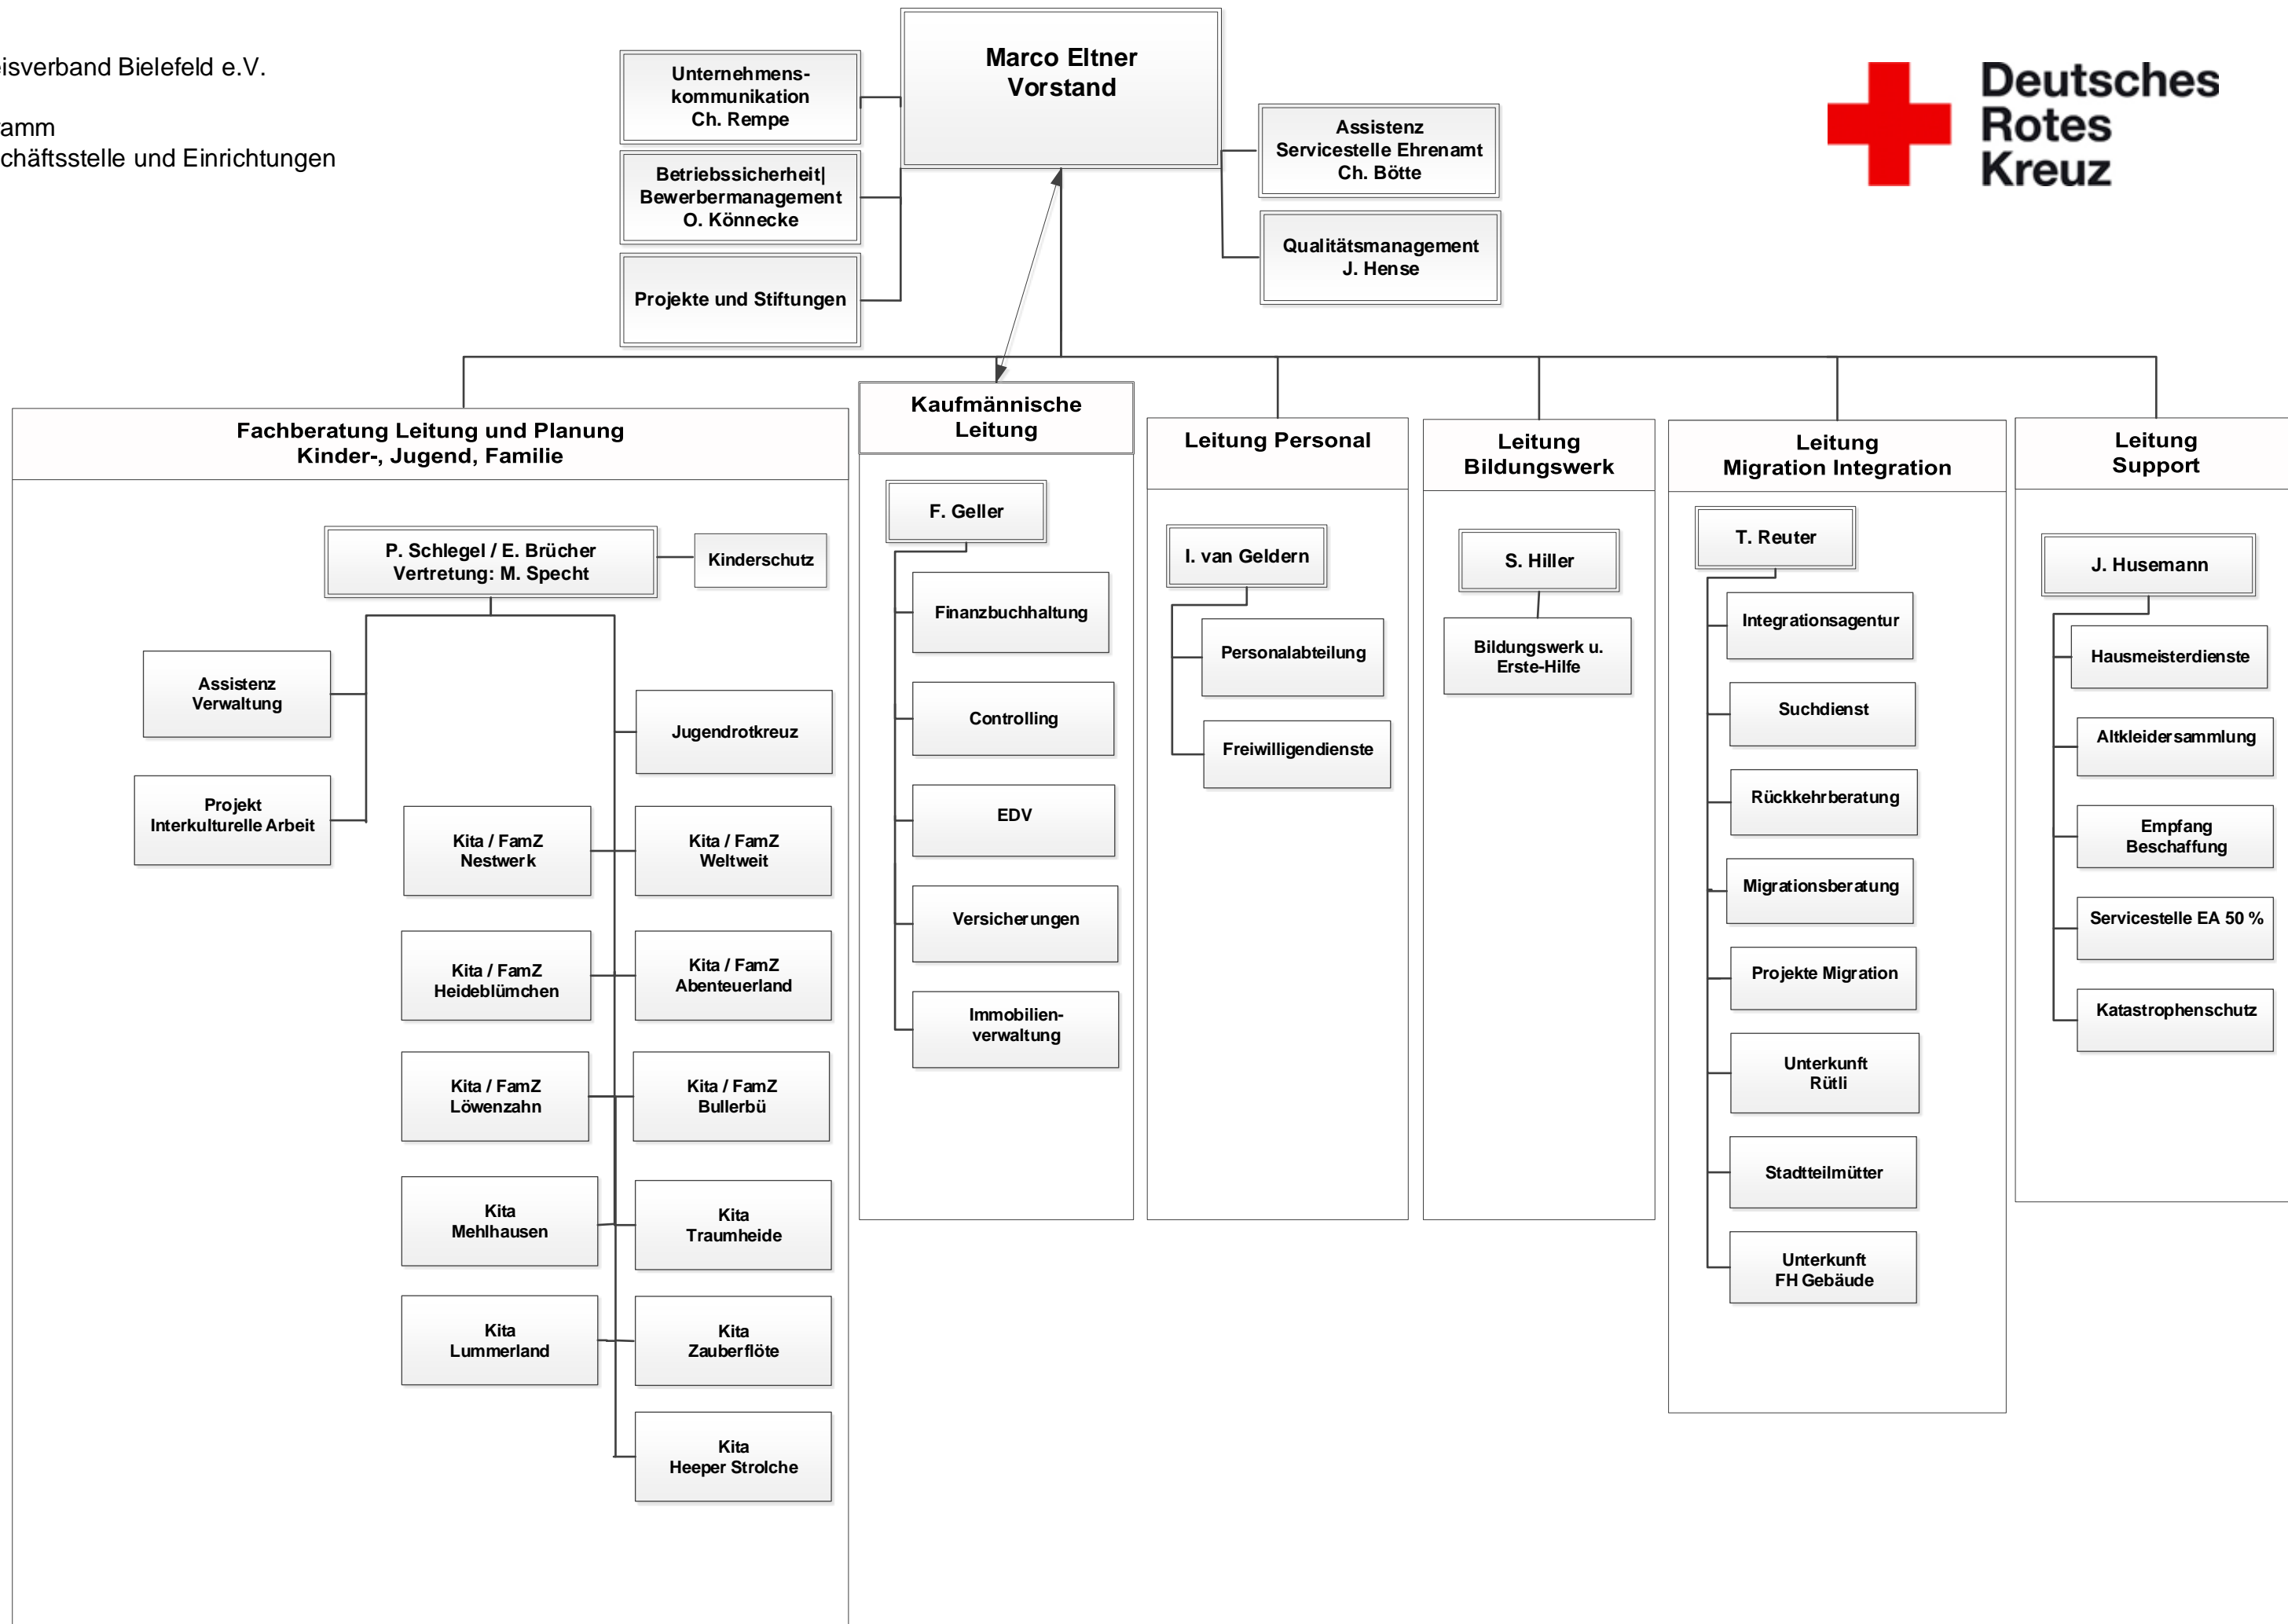 eisverband Bielefeld e.V.
ramm
schäftsstelle und Einrichtungen
Marco Eltner
Vorstand
Unternehmens-
kommunikation
Ch. Rempe
Betriebssicherheit|
Bewerbermanagement
O. Könnecke
Projekte und Stiftungen
Assistenz
Servicestelle Ehrenamt
Ch. Bötte
Qualitätsmanagement
J. Hense
Deutsches
Rotes
Kreuz
Fachberatung Leitung und Planung
Kinder-, Jugend, Familie
P. Schlegel / E. Brücher
Vertretung: M. Specht
Kinderschutz
Assistenz
Verwaltung
Projekt
Interkulturelle Arbeit
Jugendrotkreuz
Kita / FamZ
Nestwerk
Kita / FamZ
Weltweit
Kita / FamZ
Heideblümchen
Kita / FamZ
Abenteuerland
Kita / FamZ
Löwenzahn
Kita / FamZ
Bullerbü
Kita
Mehlhausen
Kita
Traumheide
Kita
Lummerland
Kita
Zauberflöte
Kita
Heeper Strolche
Kaufmännische
Leitung
F. Geller
Finanzbuchhaltung
Controlling
EDV
Versicherungen
Immobilien-
verwaltung
Leitung Personal
I. van Geldern
Personalabteilung
Freiwilligendienste
Leitung
Bildungswerk
S. Hiller
Bildungswerk u.
Erste-Hilfe
Leitung
Migration Integration
T. Reuter
Integrationsagentur
Suchdienst
Rückkehrberatung
Migrationsberatung
Projekte Migration
Unterkunft
Rütli
Stadtteilmütter
Unterkunft
FH Gebäude
Leitung
Support
J. Husemann
Hausmeisterdienste
Altkleidersammlung
Empfang
Beschaffung
Servicestelle EA 50 %
Katastrophenschutz